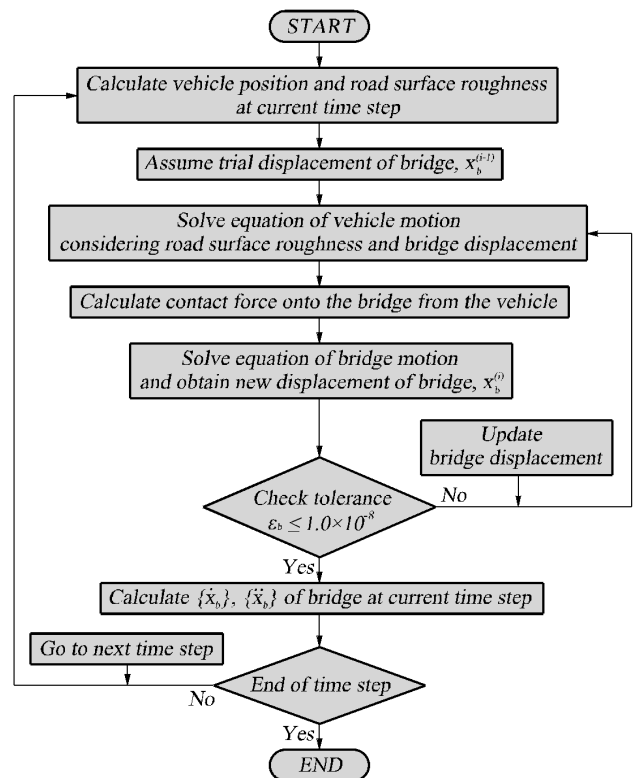 START
Calculate vehicle position and road surface roughness
at current time step
Assume trial displacement of bridge, x_b^(i-1)
Solve equation of vehicle motion
considering road surface roughness and bridge displacement
Calculate contact force onto the bridge from the vehicle
Solve equation of bridge motion
and obtain new displacement of bridge, x_b^(i)
Update
bridge displacement
Check tolerance
ε_b ≤ 1.0×10^-8
No
Yes
Calculate {ẋ_b}, {ẍ_b} of bridge at current time step
Go to next time step
End of time step
No
Yes
END